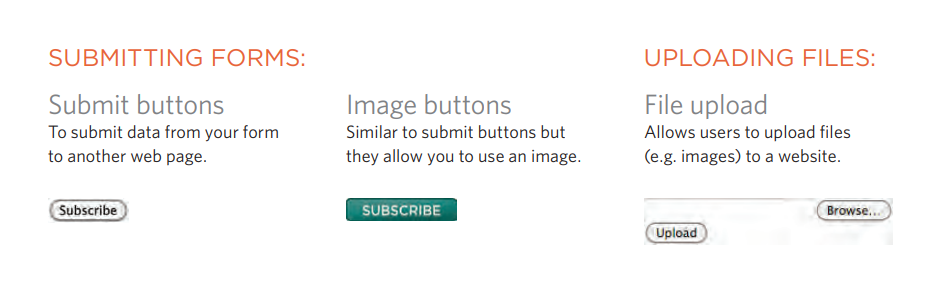 SUBMITTING FORMS:
Submit buttons
To submit data from your form
to another web page.
Subscribe
Image buttons
Similar to submit buttons but
they allow you to use an image.
SUBSCRIBE
UPLOADING FILES:
File upload
Allows users to upload files
(e.g. images) to a website.
Browse...
Upload